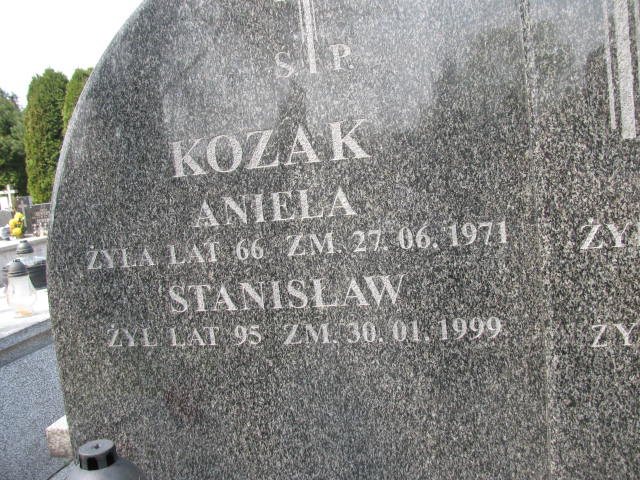 Ś P.
KOZAK
ANIELA
ŻYŁA LAT 66 ZM. 27. 06. 1971
STANISŁAW
ŻYŁ LAT 95 ZM. 30. 01. 1999